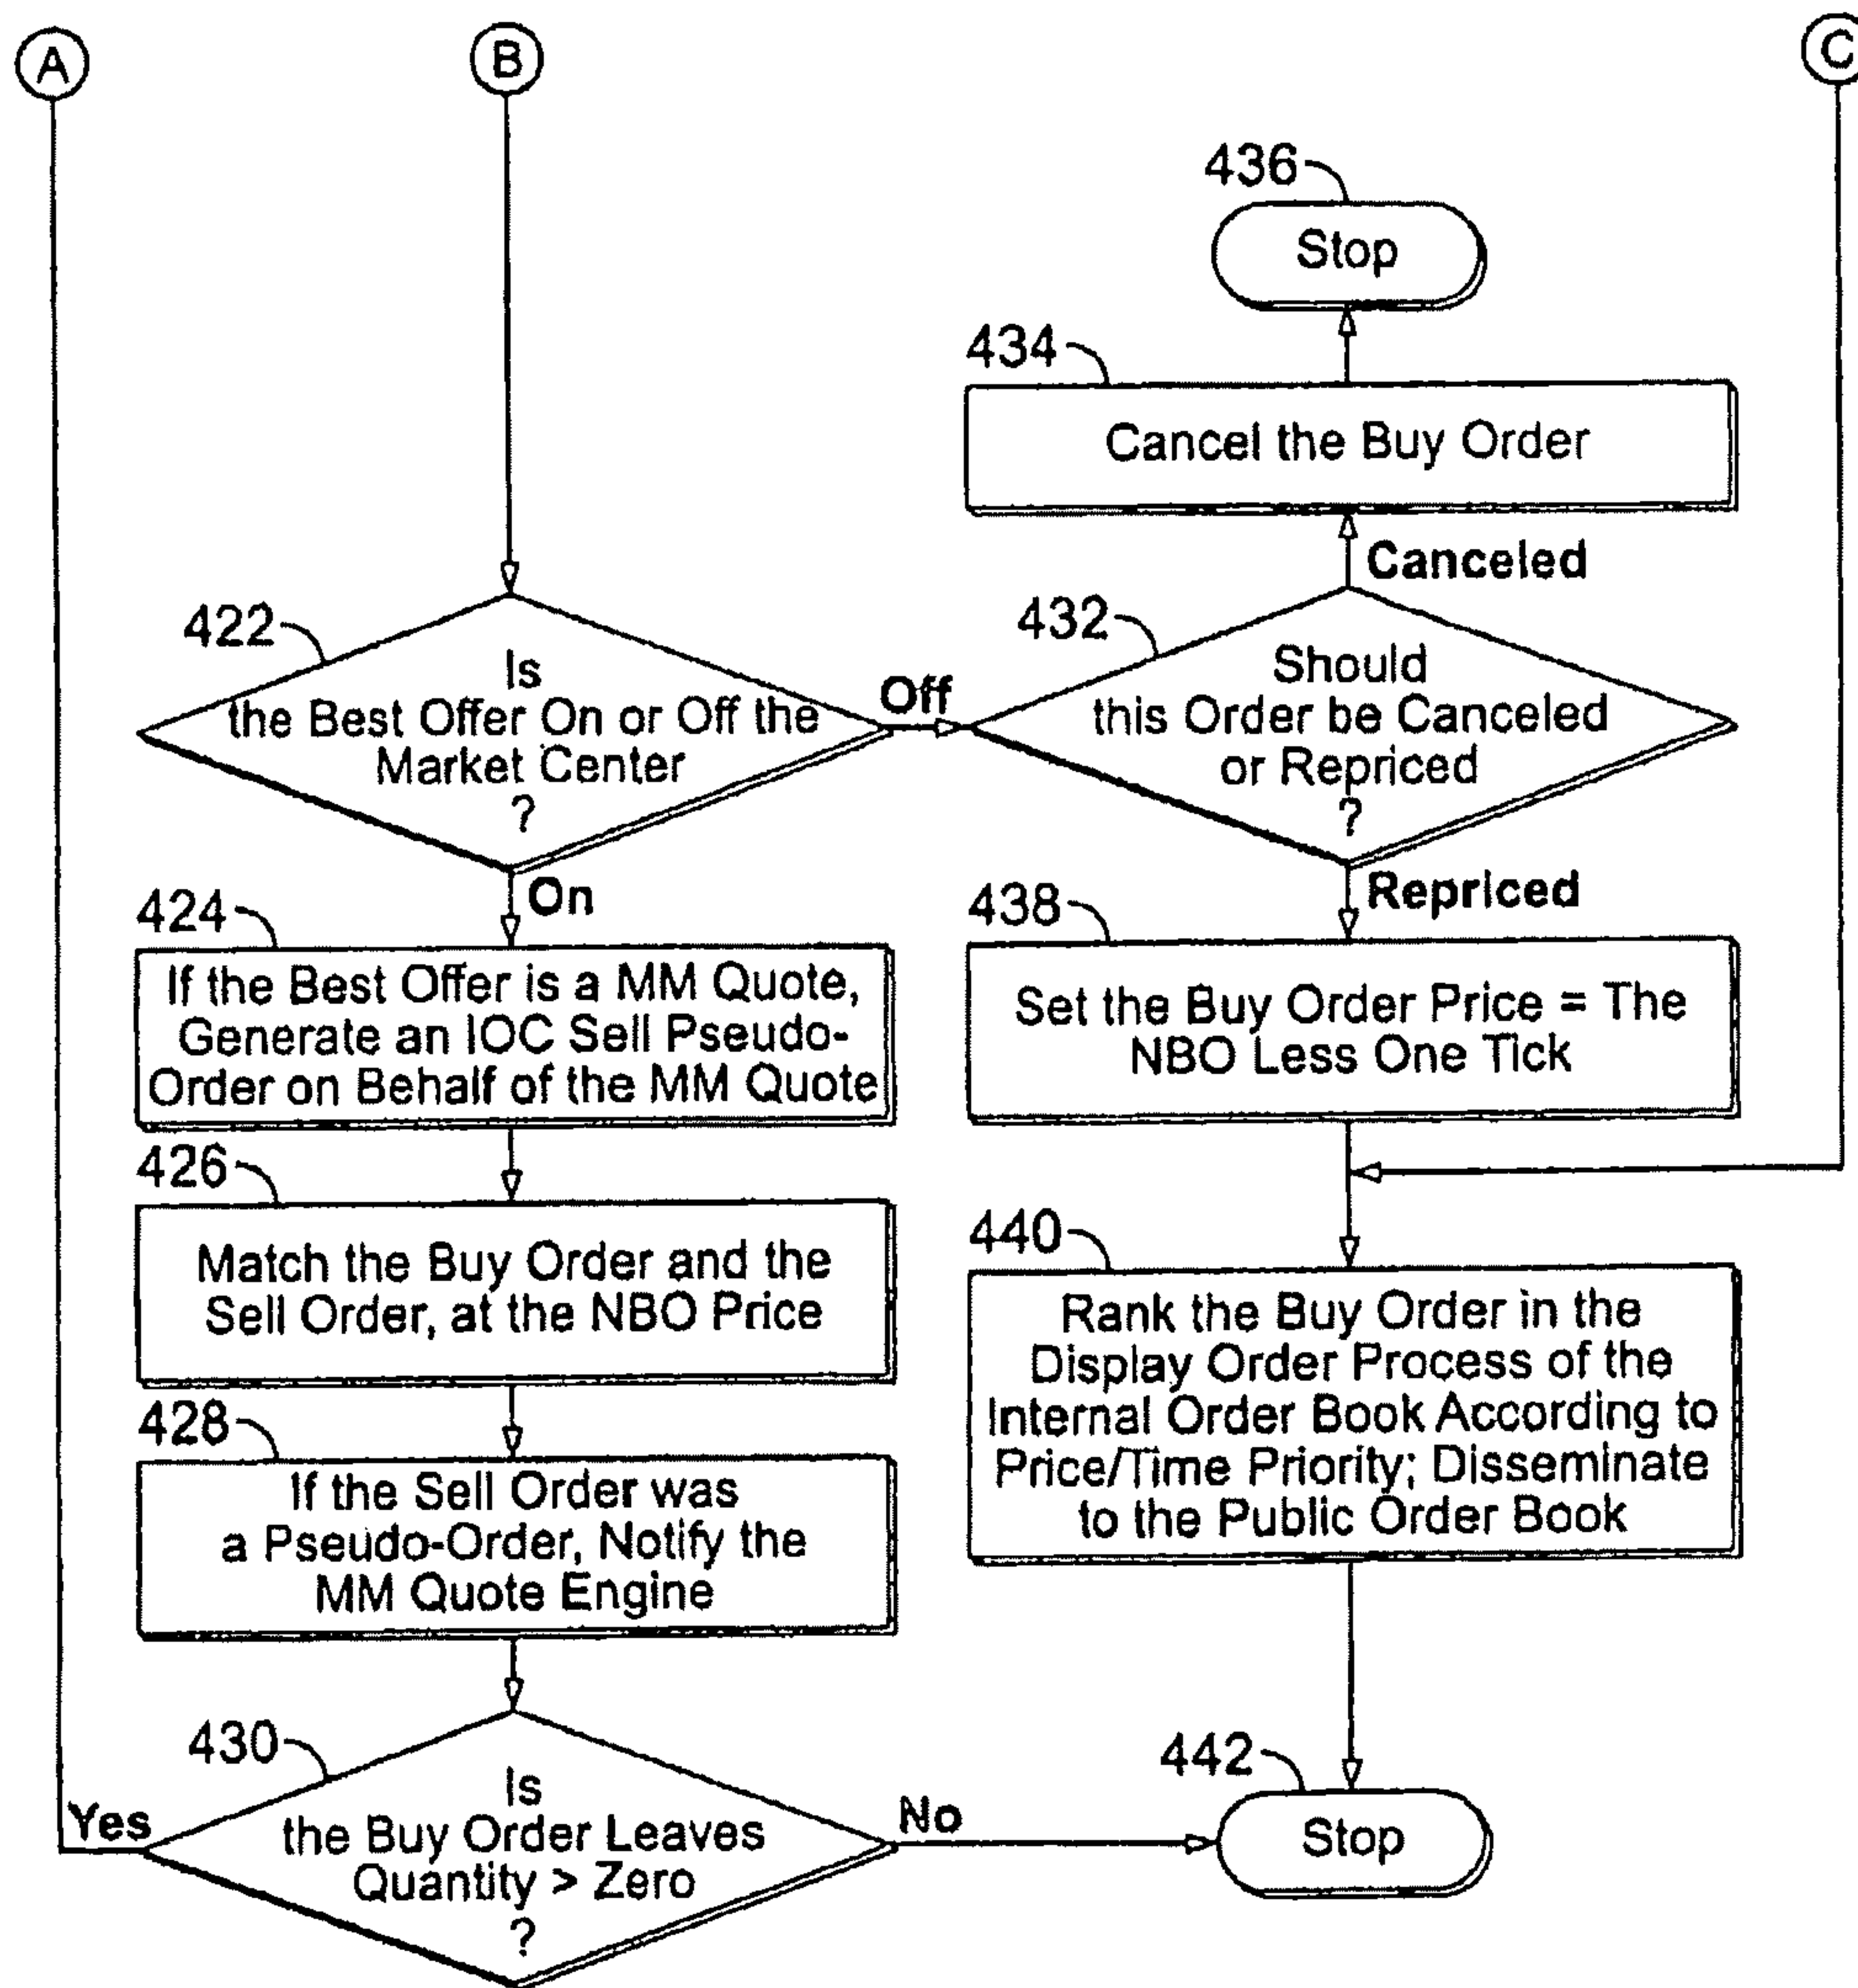 A
B
C
436
Stop
434
Cancel the Buy Order
Canceled
422
Is
the Best Offer On or Off the
Market Center
?
Off
432
Should
this Order be Canceled
or Repriced
?
On
Repriced
424
If the Best Offer is a MM Quote,
Generate an IOC Sell Pseudo-
Order on Behalf of the MM Quote
438
Set the Buy Order Price = The
NBO Less One Tick
426
Match the Buy Order and the
Sell Order, at the NBO Price
440
Rank the Buy Order in the
Display Order Process of the
Internal Order Book According to
Price/Time Priority; Disseminate
to the Public Order Book
428
If the Sell Order was
a Pseudo-Order, Notify the
MM Quote Engine
430
Is
the Buy Order Leaves
Quantity > Zero
?
Yes
No
442
Stop